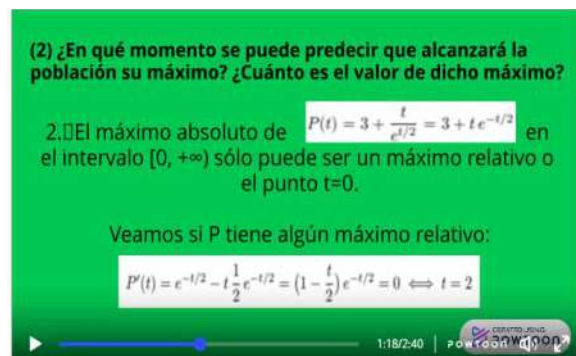 (2) ¿En qué momento se puede predecir que alcanzará la
población su máximo? ¿Cuánto es el valor de dicho máximo?
2.▯El máximo absoluto de P(t) = 3 + t/e^{t/2} = 3 + t e^{-t/2} en
el intervalo [0, +∞) sólo puede ser un máximo relativo o
el punto t=0.
Veamos si P tiene algún máximo relativo:
P'(t) = e^{-t/2} - t 1/2 e^{-t/2} = (1 - t/2) e^{-t/2} = 0 ⟺ t = 2
1:18/2:40
POWTOON